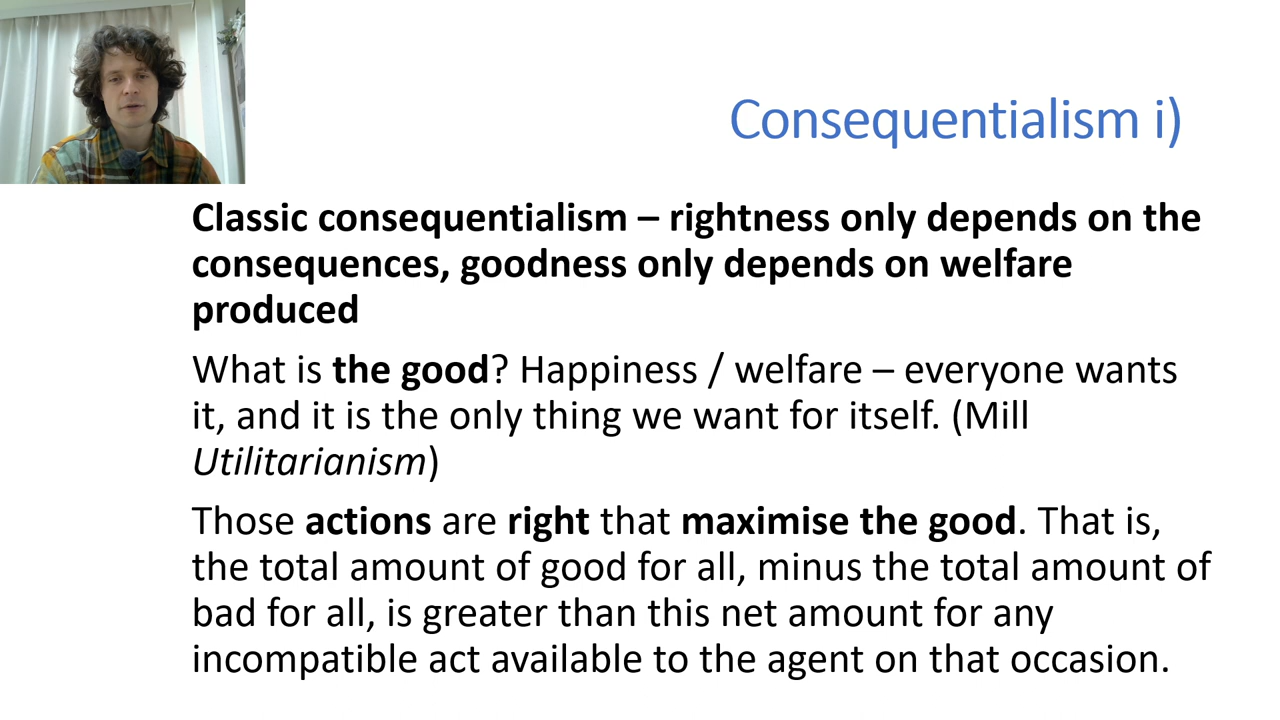 Consequentialism i)
Classic consequentialism – rightness only depends on the
consequences, goodness only depends on welfare
produced
What is the good? Happiness / welfare – everyone wants
it, and it is the only thing we want for itself. (Mill
Utilitarianism)
Those actions are right that maximise the good. That is,
the total amount of good for all, minus the total amount of
bad for all, is greater than this net amount for any
incompatible act available to the agent on that occasion.